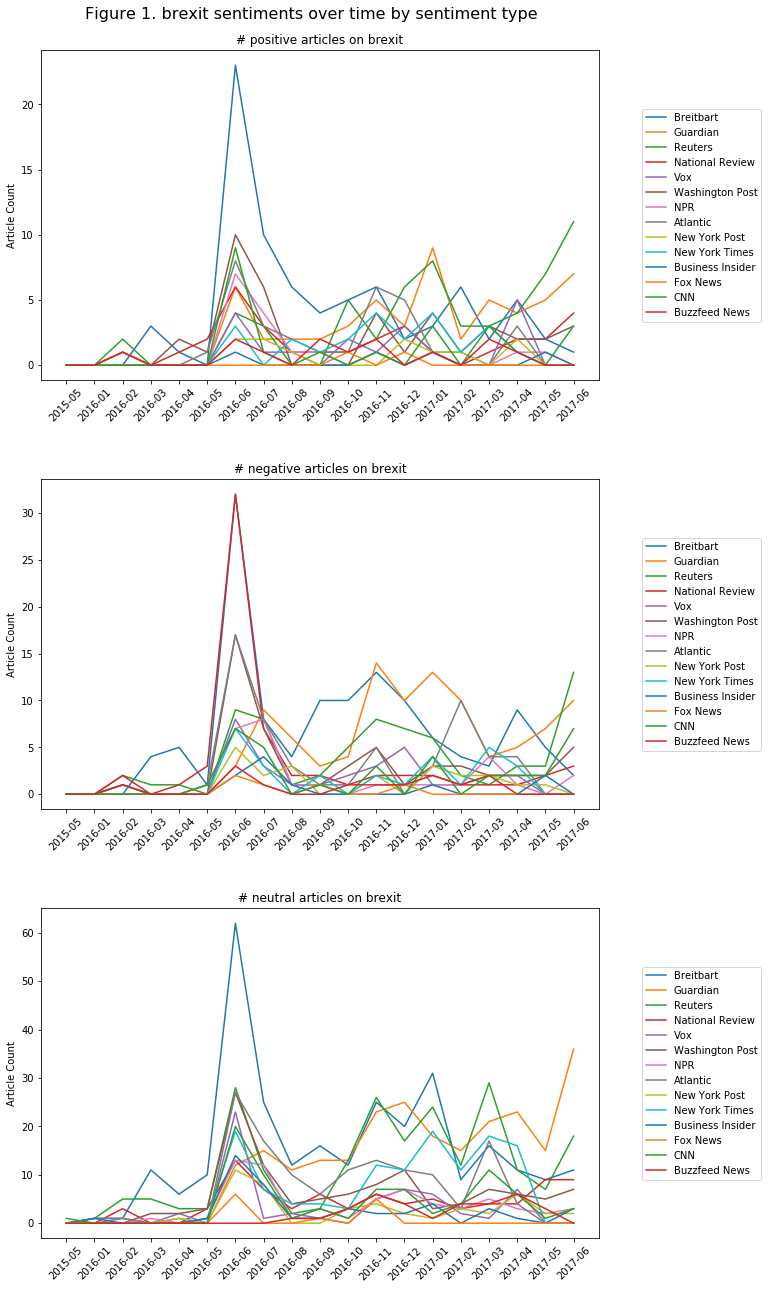 Figure 1. brexit sentiments over time by sentiment type
# positive articles on brexit
Article Count
20
15
10
5
0
2015-05
2016-01
2016-02
2016-03
2016-04
2016-05
2016-06
2016-07
2016-08
2016-09
2016-10
2016-11
2016-12
2017-01
2017-02
2017-03
2017-04
2017-05
2017-06
Breitbart
Guardian
Reuters
National Review
Vox
Washington Post
NPR
Atlantic
New York Post
New York Times
Business Insider
Fox News
CNN
Buzzfeed News
# negative articles on brexit
Article Count
30
25
20
15
10
5
0
2015-05
2016-01
2016-02
2016-03
2016-04
2016-05
2016-06
2016-07
2016-08
2016-09
2016-10
2016-11
2016-12
2017-01
2017-02
2017-03
2017-04
2017-05
2017-06
Breitbart
Guardian
Reuters
National Review
Vox
Washington Post
NPR
Atlantic
New York Post
New York Times
Business Insider
Fox News
CNN
Buzzfeed News
# neutral articles on brexit
Article Count
60
50
40
30
20
10
0
2015-05
2016-01
2016-02
2016-03
2016-04
2016-05
2016-06
2016-07
2016-08
2016-09
2016-10
2016-11
2016-12
2017-01
2017-02
2017-03
2017-04
2017-05
2017-06
Breitbart
Guardian
Reuters
National Review
Vox
Washington Post
NPR
Atlantic
New York Post
New York Times
Business Insider
Fox News
CNN
Buzzfeed News